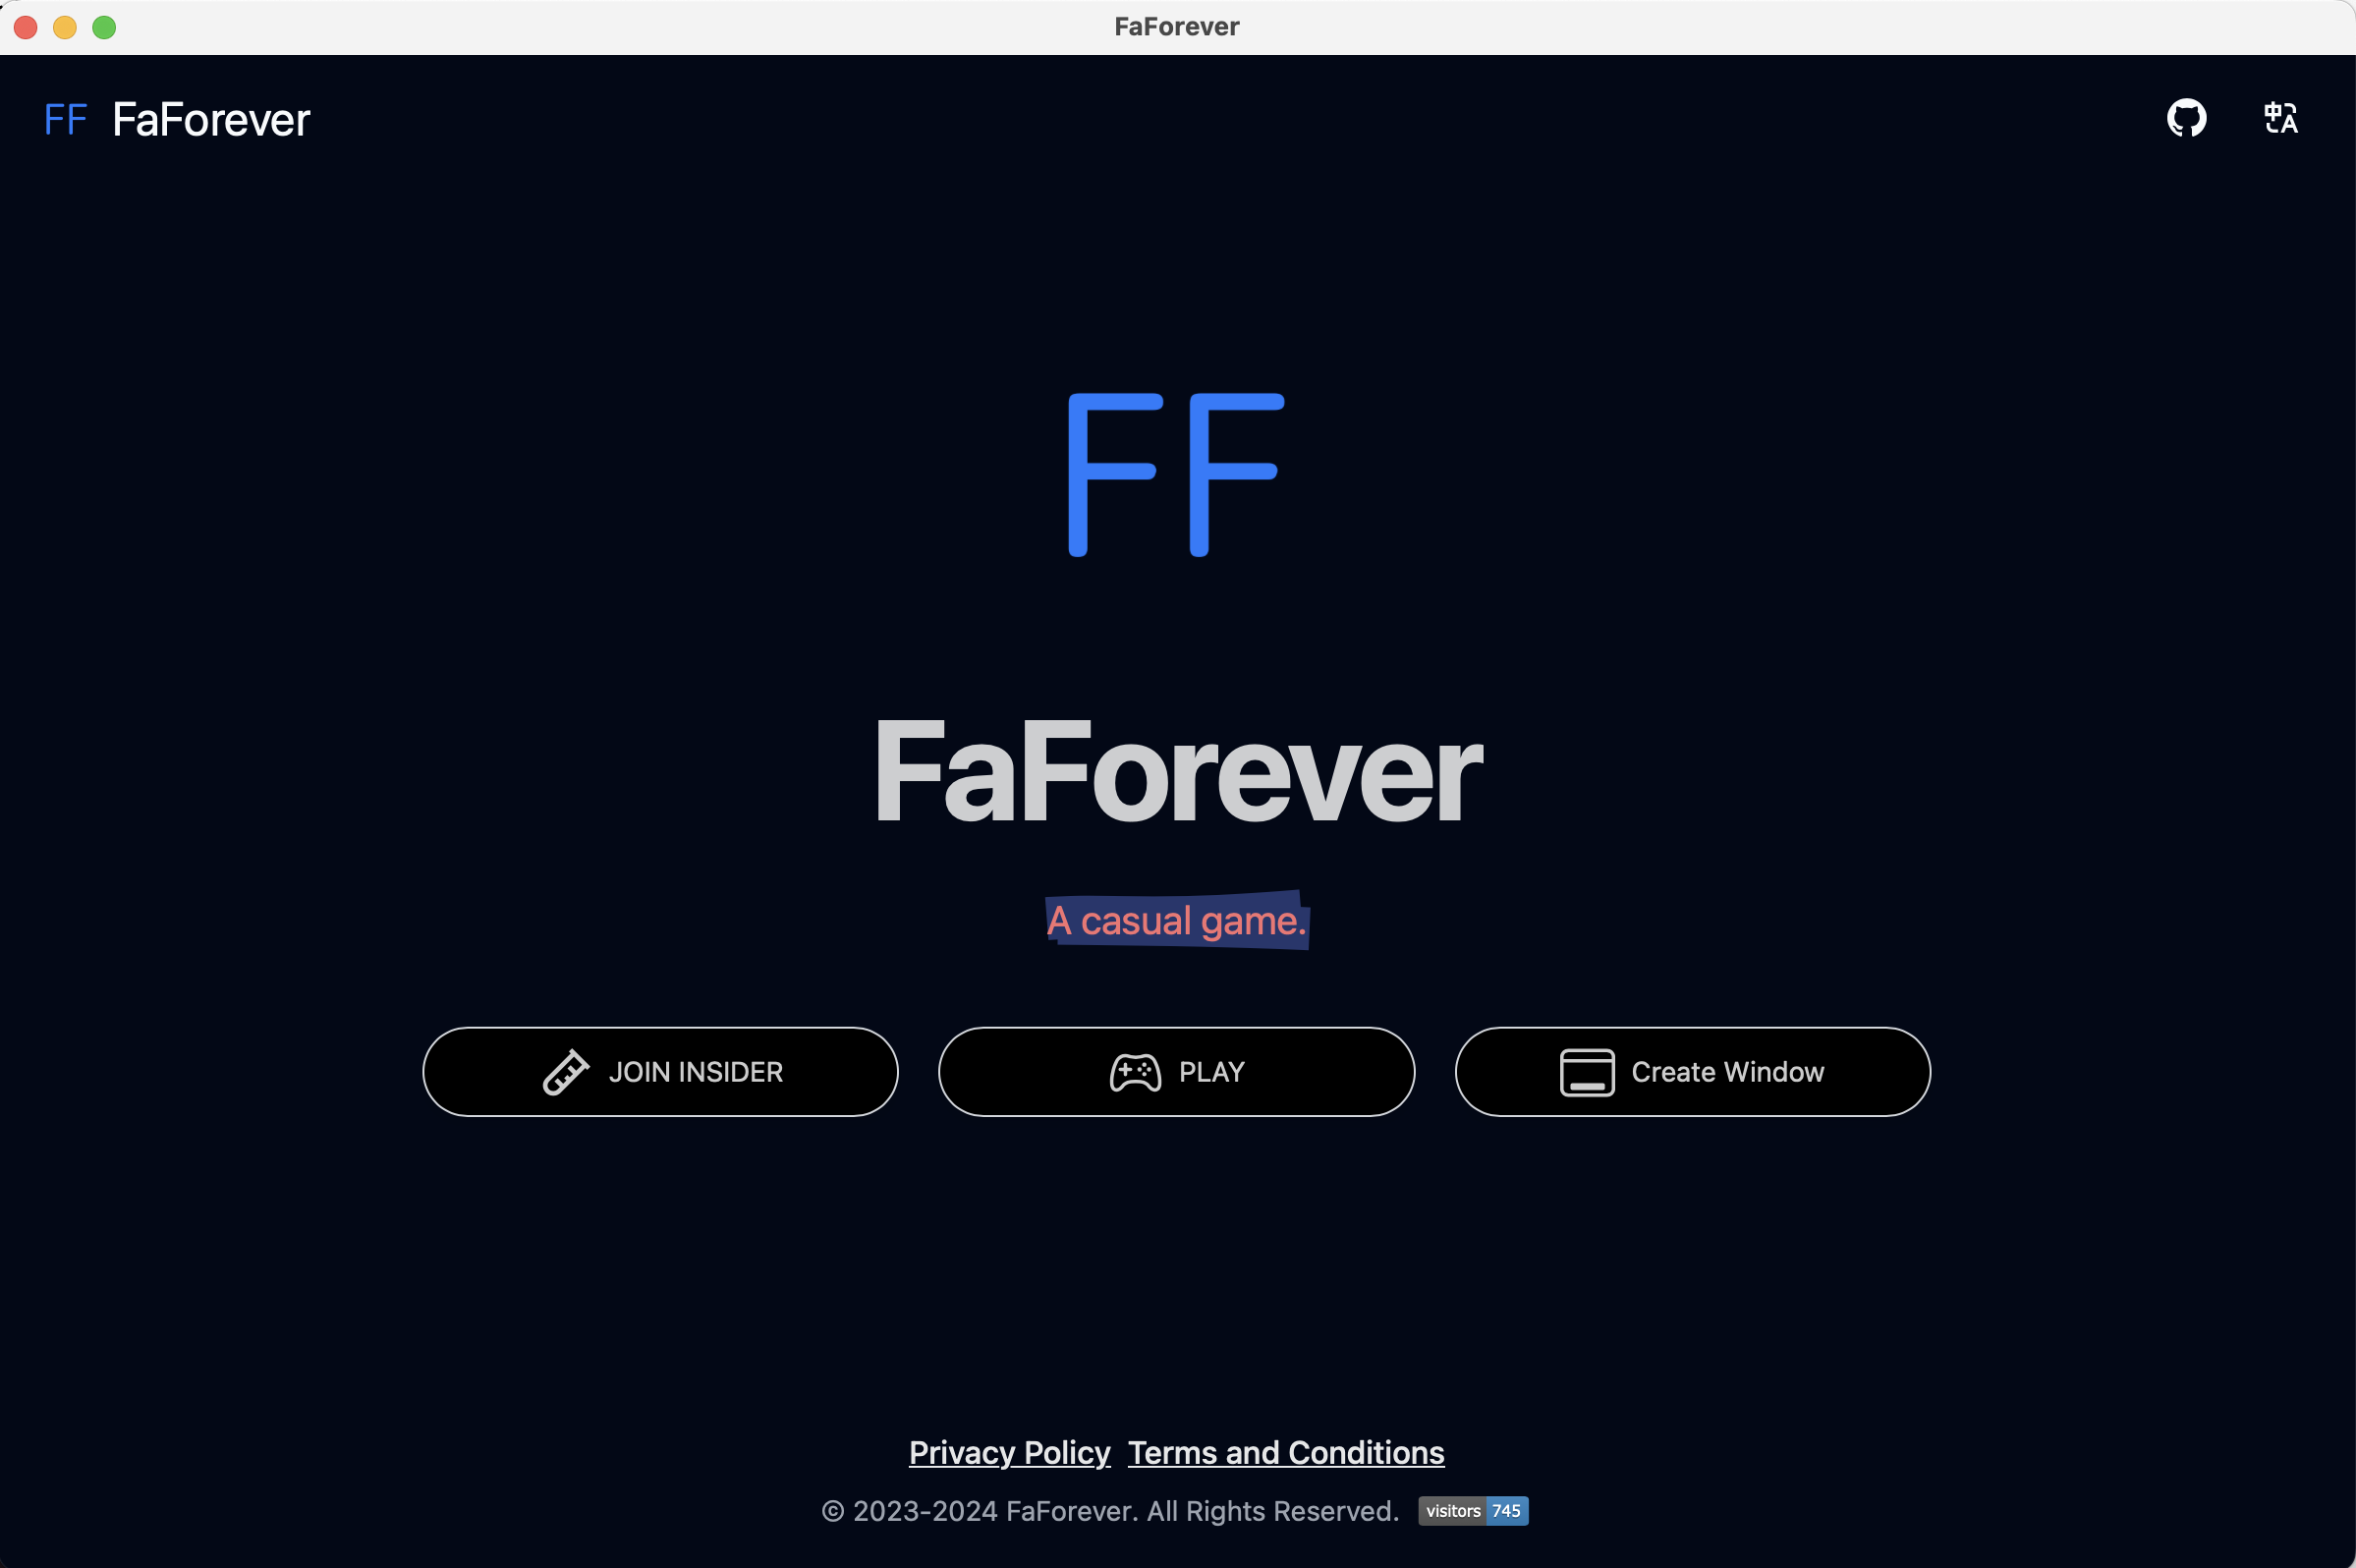 FaForever
FF FaForever
FF
FaForever
A casual game.
JOIN INSIDER PLAY Create Window
Privacy Policy Terms and Conditions
© 2023-2024 FaForever. All Rights Reserved. visitors 745